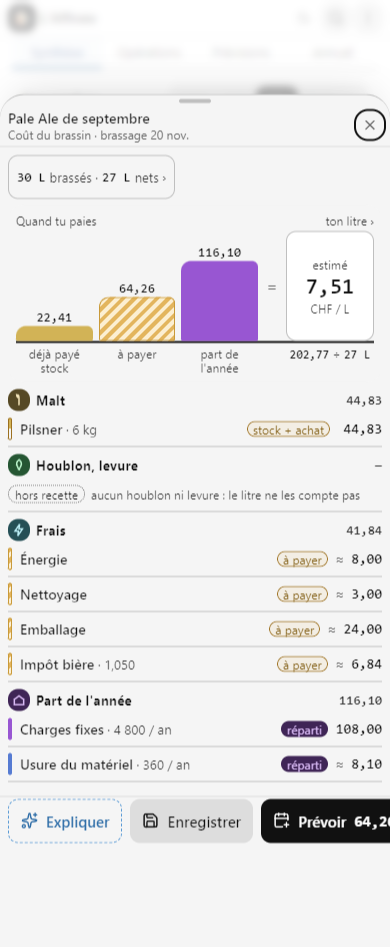 Pale Ale de septembre
Coût du brassin · brassage 20 nov.
30 L brassés · 27 L nets ›
Quand tu paies
ton litre ›
116,10
64,26
22,41
=
estimé
7,51
CHF / L
déjà payé
stock
à payer
part de
l'année
202,77 ÷ 27 L
Malt 44,83
Pilsner · 6 kg stock + achat 44,83
Houblon, levure –
hors recette aucun houblon ni levure : le litre ne les compte pas
Frais 41,84
Énergie à payer ≈ 8,00
Nettoyage à payer ≈ 3,00
Emballage à payer ≈ 24,00
Impôt bière · 1,050 à payer ≈ 6,84
Part de l'année 116,10
Charges fixes · 4 800 / an réparti 108,00
Usure du matériel · 360 / an réparti ≈ 8,10
Expliquer
Enregistrer
Prévoir 64,2